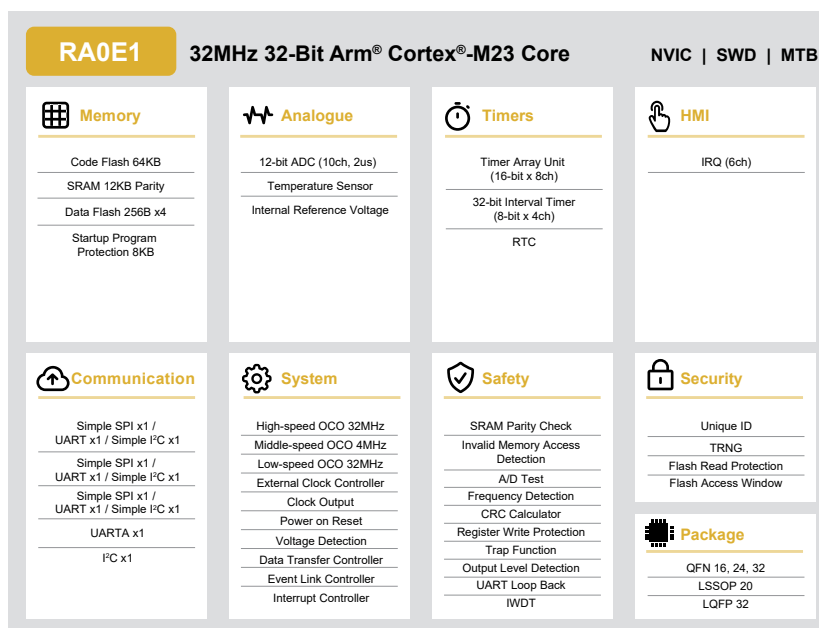 RA0E1
32MHz 32-Bit Arm® Cortex®-M23 Core
NVIC | SWD | MTB
Memory
Code Flash 64KB
SRAM 12KB Parity
Data Flash 256B x4
Startup Program
Protection 8KB
Analogue
12-bit ADC (10ch, 2us)
Temperature Sensor
Internal Reference Voltage
Timers
Timer Array Unit
(16-bit x 8ch)
32-bit Interval Timer
(8-bit x 4ch)
RTC
HMI
IRQ (6ch)
Communication
Simple SPI x1 /
UART x1 / Simple I²C x1
Simple SPI x1 /
UART x1 / Simple I²C x1
Simple SPI x1 /
UART x1 / Simple I²C x1
UARTA x1
I²C x1
System
High-speed OCO 32MHz
Middle-speed OCO 4MHz
Low-speed OCO 32MHz
External Clock Controller
Clock Output
Power on Reset
Voltage Detection
Data Transfer Controller
Event Link Controller
Interrupt Controller
Safety
SRAM Parity Check
Invalid Memory Access
Detection
A/D Test
Frequency Detection
CRC Calculator
Register Write Protection
Trap Function
Output Level Detection
UART Loop Back
IWDT
Security
Unique ID
TRNG
Flash Read Protection
Flash Access Window
Package
QFN 16, 24, 32
LSSOP 20
LQFP 32